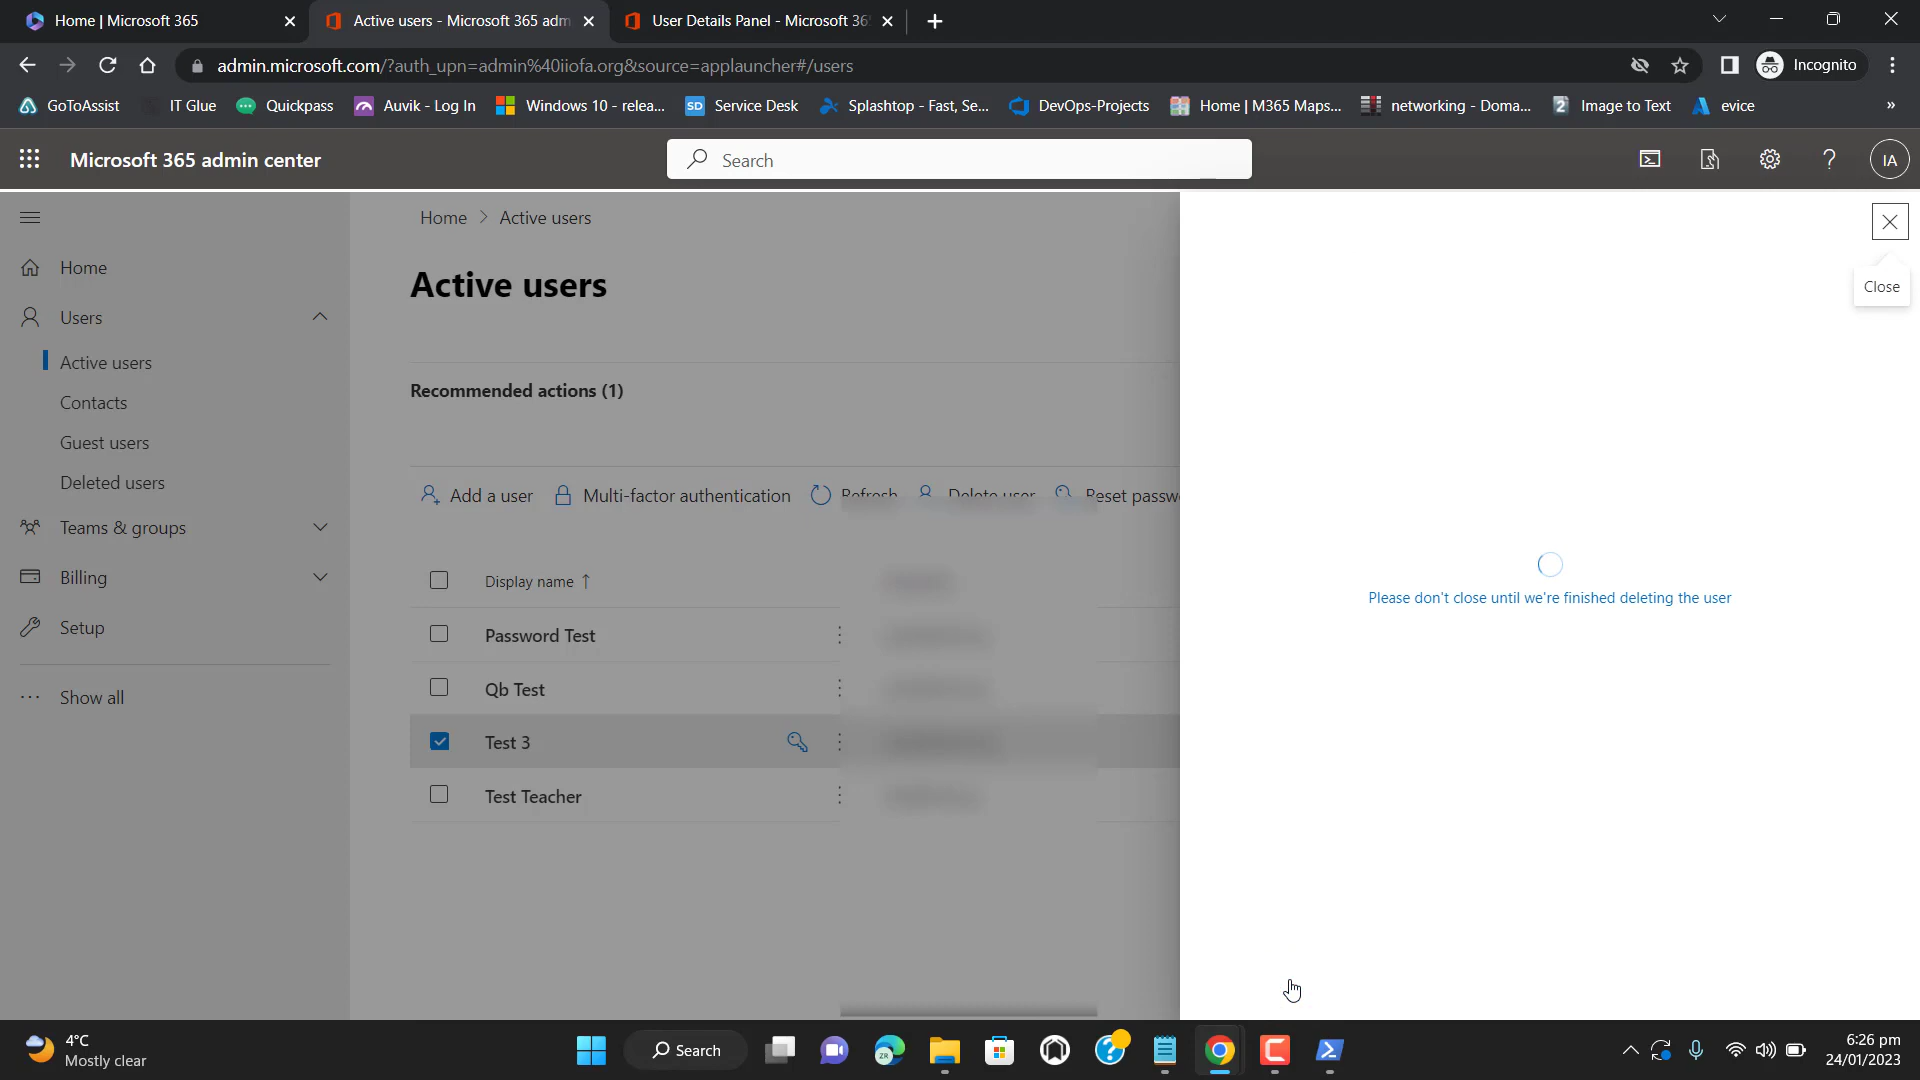 Home | Microsoft 365
Active users - Microsoft 365 adm
User Details Panel - Microsoft 36
admin.microsoft.com/?auth_upn=admin%40iiofa.org&source=applauncher#/users
Incognito
GoToAssist
IT Glue
Quickpass
Auvik - Log In
Windows 10 - relea...
SD
Service Desk
Splashtop - Fast, Se...
DevOps-Projects
Home | M365 Maps...
networking - Doma...
2
Image to Text
evice
»
Microsoft 365 admin center
Search
?
IA
Home
Users
Active users
Contacts
Guest users
Deleted users
Teams & groups
Billing
Setup
Show all
Home > Active users
Active users
Recommended actions (1)
Add a user
Multi-factor authentication
Refresh
Delete user
Reset passw
Display name ↑
Password Test
Qb Test
Test 3
Test Teacher
Close
Please don't close until we're finished deleting the user
4°C
Mostly clear
Search
ZR
6:26 pm
24/01/2023